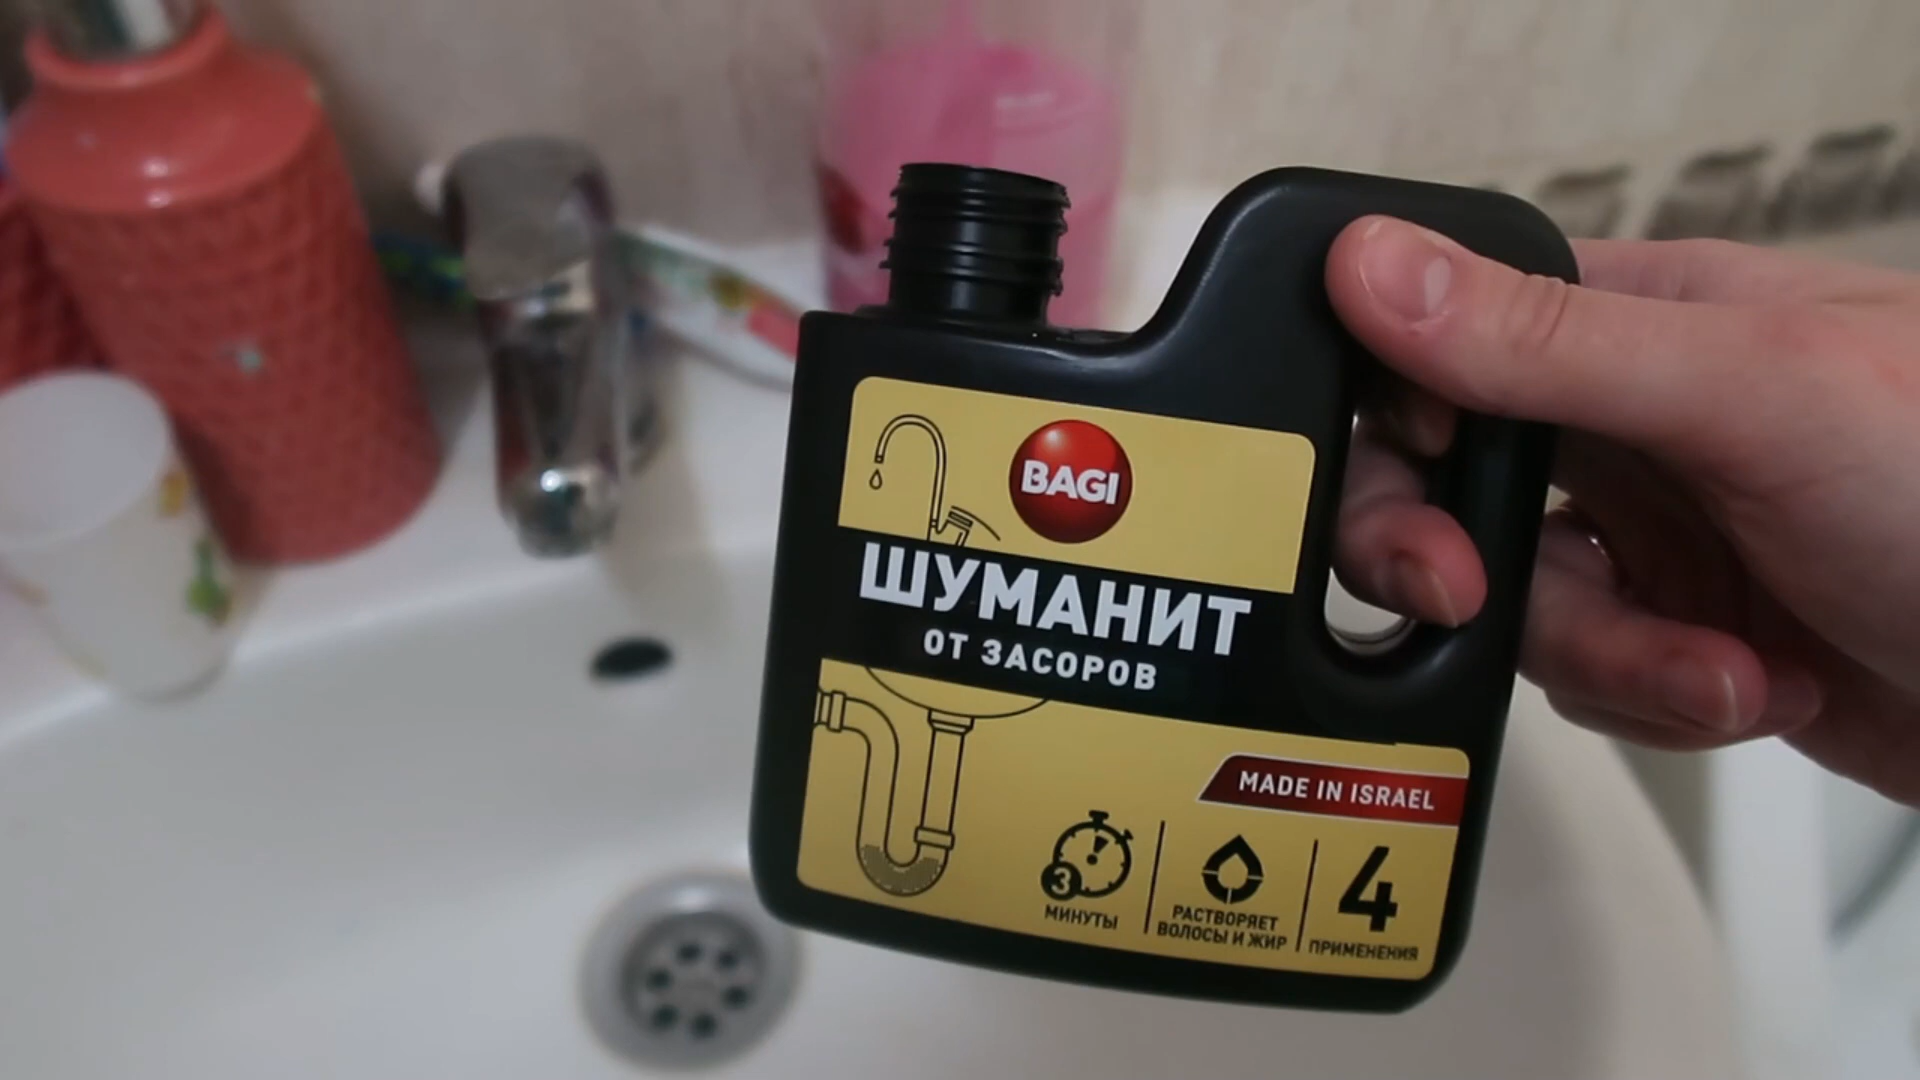 BAGI
ШУМАНИТ
ОТ ЗАСОРОВ
MADE IN ISRAEL
3
МИНУТЫ
РАСТВОРЯЕТ
ВОЛОСЫ И ЖИР
4
ПРИМЕНЕНИЯ